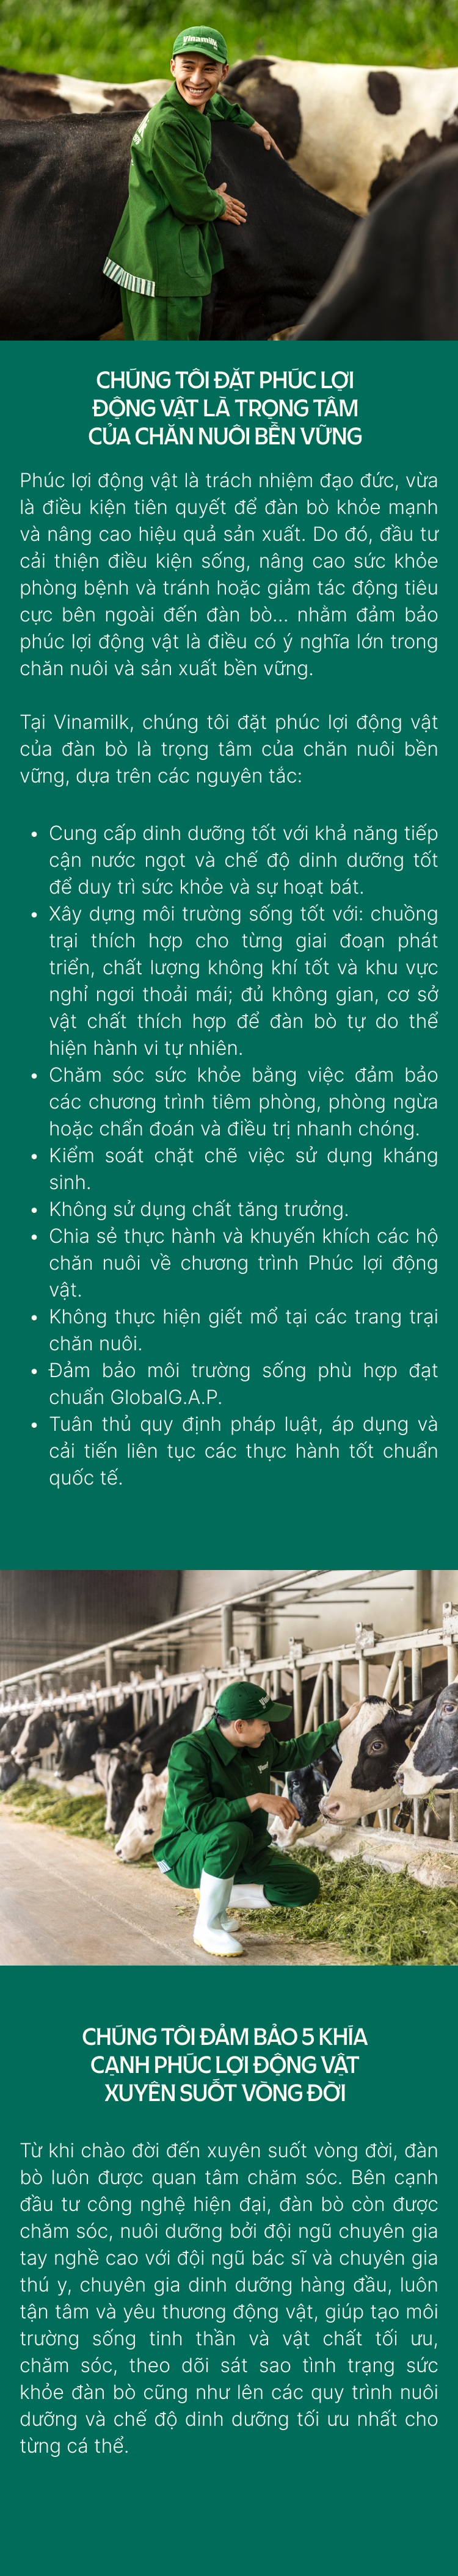 Vinamilk
CHÚNG TÔI ĐẶT PHÚC LỢI
ĐỘNG VẬT LÀ TRỌNG TÂM
CỦA CHĂN NUÔI BỀN VỮNG
Phúc lợi động vật là trách nhiệm đạo đức, vừa
là điều kiện tiên quyết để đàn bò khỏe mạnh
và nâng cao hiệu quả sản xuất. Do đó, đầu tư
cải thiện điều kiện sống, nâng cao sức khỏe
phòng bệnh và tránh hoặc giảm tác động tiêu
cực bên ngoài đến đàn bò... nhằm đảm bảo
phúc lợi động vật là điều có ý nghĩa lớn trong
chăn nuôi và sản xuất bền vững.
Tại Vinamilk, chúng tôi đặt phúc lợi động vật
của đàn bò là trọng tâm của chăn nuôi bền
vững, dựa trên các nguyên tắc:
• Cung cấp dinh dưỡng tốt với khả năng tiếp
cận nước ngọt và chế độ dinh dưỡng tốt
để duy trì sức khỏe và sự hoạt bát.
• Xây dựng môi trường sống tốt với: chuồng
trại thích hợp cho từng giai đoạn phát
triển, chất lượng không khí tốt và khu vực
nghỉ ngơi thoải mái; đủ không gian, cơ sở
vật chất thích hợp để đàn bò tự do thể
hiện hành vi tự nhiên.
• Chăm sóc sức khỏe bằng việc đảm bảo
các chương trình tiêm phòng, phòng ngừa
hoặc chẩn đoán và điều trị nhanh chóng.
• Kiểm soát chặt chẽ việc sử dụng kháng
sinh.
• Không sử dụng chất tăng trưởng.
• Chia sẻ thực hành và khuyến khích các hộ
chăn nuôi về chương trình Phúc lợi động
vật.
• Không thực hiện giết mổ tại các trang trại
chăn nuôi.
• Đảm bảo môi trường sống phù hợp đạt
chuẩn GlobalG.A.P.
• Tuân thủ quy định pháp luật, áp dụng và
cải tiến liên tục các thực hành tốt chuẩn
quốc tế.
CHÚNG TÔI ĐẢM BẢO 5 KHÍA
CẠNH PHÚC LỢI ĐỘNG VẬT
XUYÊN SUỐT VÒNG ĐỜI
Từ khi chào đời đến xuyên suốt vòng đời, đàn
bò luôn được quan tâm chăm sóc. Bên cạnh
đầu tư công nghệ hiện đại, đàn bò còn được
chăm sóc, nuôi dưỡng bởi đội ngũ chuyên gia
tay nghề cao với đội ngũ bác sĩ và chuyên gia
thú y, chuyên gia dinh dưỡng hàng đầu, luôn
tận tâm và yêu thương động vật, giúp tạo môi
trường sống tinh thần và vật chất tối ưu,
chăm sóc, theo dõi sát sao tình trạng sức
khỏe đàn bò cũng như lên các quy trình nuôi
dưỡng và chế độ dinh dưỡng tối ưu nhất cho
từng cá thể.